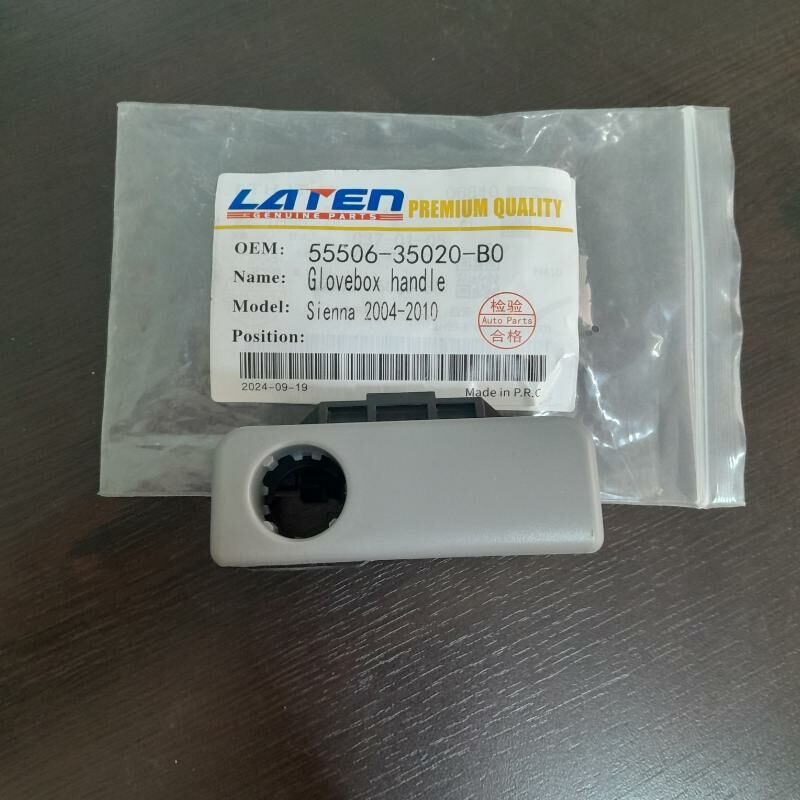 LATEN
GENUINE PARTS
PREMIUM QUALITY
OEM: 55506-35020-B0
Name: Glovebox handle
Model: Sienna 2004-2010
Position:
检验
Auto Parts
合格
2024-09-19
Made in P.R.C